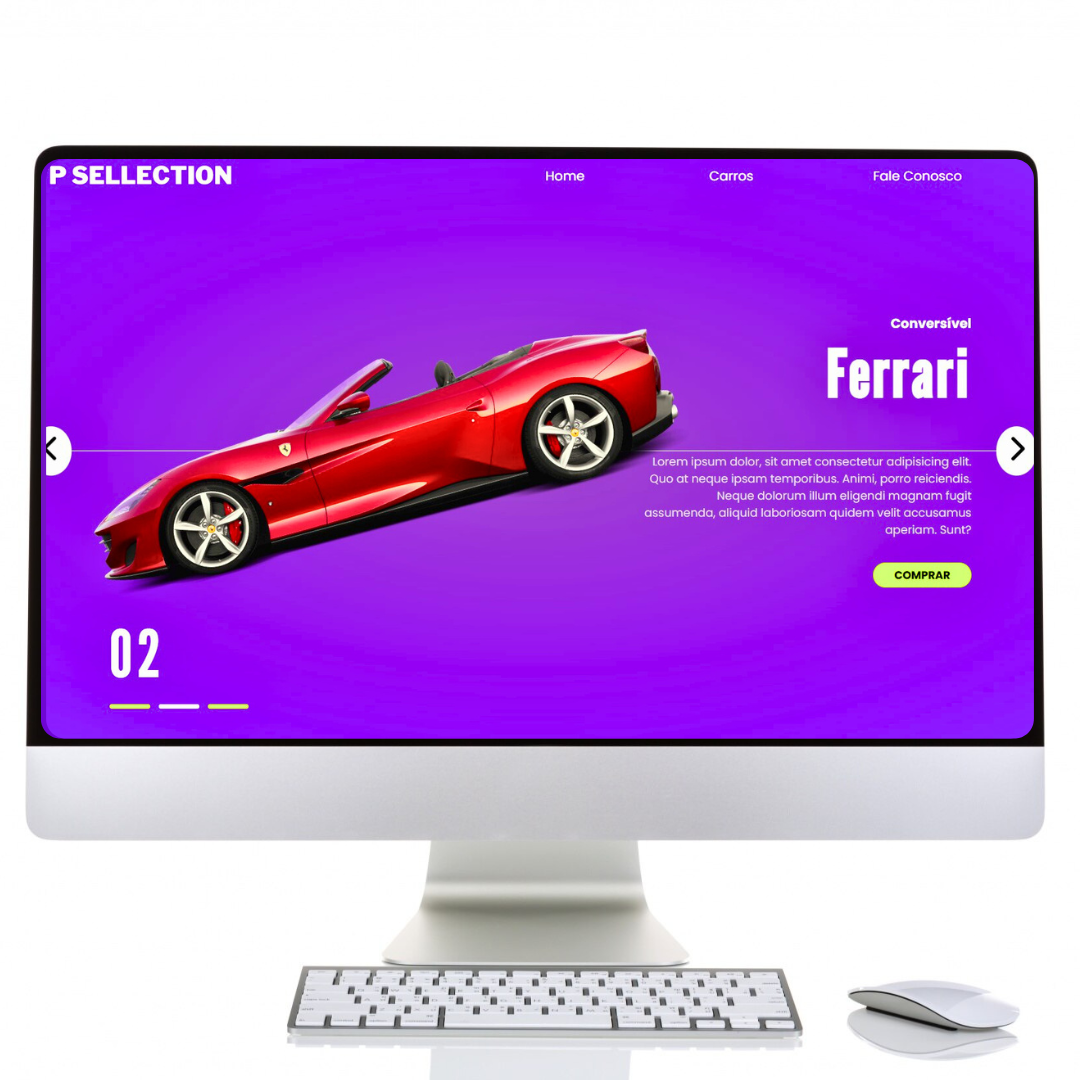 P SELLECTION
Home
Carros
Fale Conosco
Conversível
Ferrari
Lorem ipsum dolor, sit amet consectetur adipisicing elit.
Quo at neque ipsam temporibus. Animi, porro reiciendis.
Neque dolorum illum eligendi magnam fugit
assumenda, aliquid laboriosam quidem velit accusamus
aperiam. Sunt?
COMPRAR
02